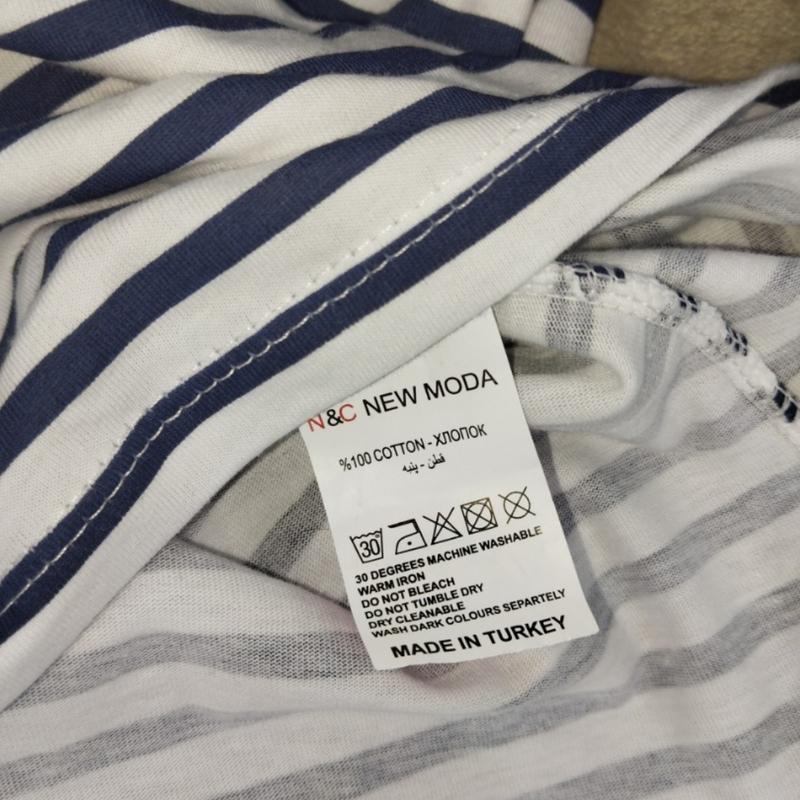 N&C NEW MODA
%100 COTTON - ХЛОПОК
قطن - پنبه
30
30 DEGREES MACHINE WASHABLE
WARM IRON
DO NOT BLEACH
DO NOT TUMBLE DRY
DRY CLEANABLE
WASH DARK COLOURS SEPARTELY
MADE IN TURKEY